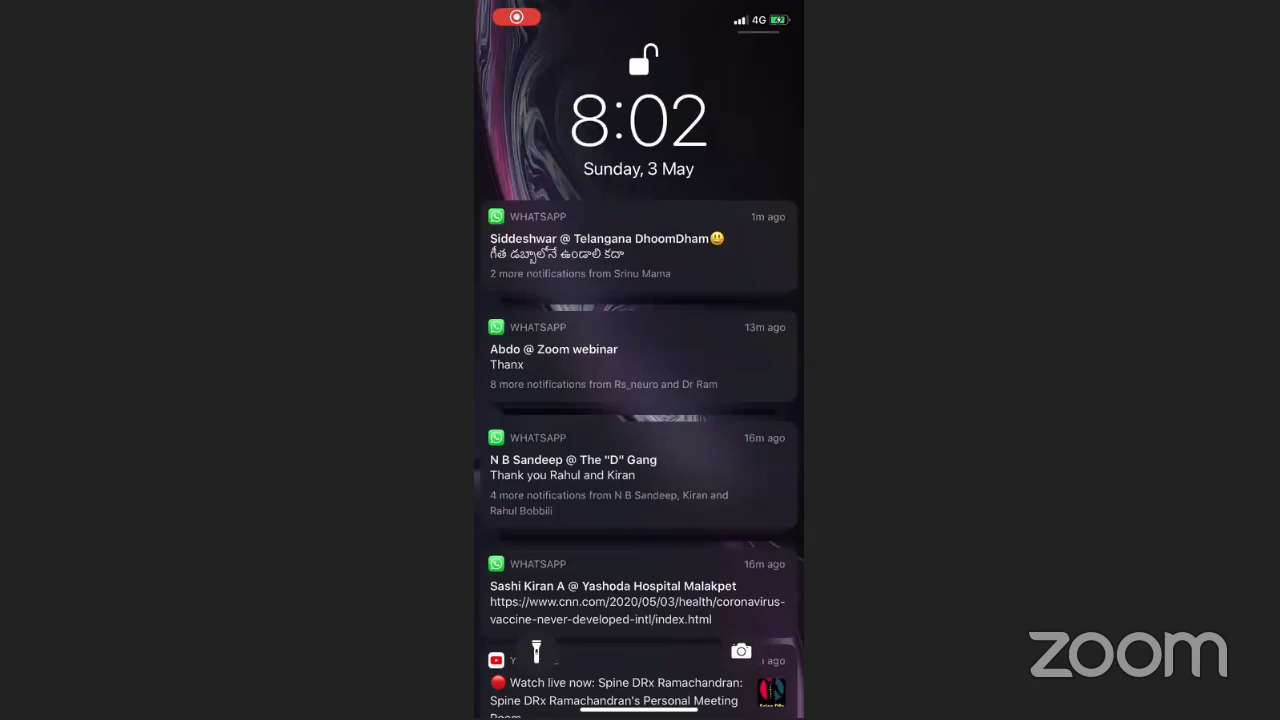 4G
8:02
Sunday, 3 May
WHATSAPP
1m ago
Siddeshwar @ Telangana DhoomDham😃
గీత డబ్బాలోనే ఉండాలి కదా
2 more notifications from Srinu Mama
WHATSAPP
13m ago
Abdo @ Zoom webinar
Thanx
8 more notifications from Rs_neuro and Dr Ram
WHATSAPP
16m ago
N B Sandeep @ The "D" Gang
Thank you Rahul and Kiran
4 more notifications from N B Sandeep, Kiran and
Rahul Bobbili
WHATSAPP
16m ago
Sashi Kiran A @ Yashoda Hospital Malakpet
https://www.cnn.com/2020/05/03/health/coronavirus-
vaccine-never-developed-intl/index.html
ago
🔴 Watch live now: Spine DRx Ramachandran:
Spine DRx Ramachandran's Personal Meeting
Room
zoom